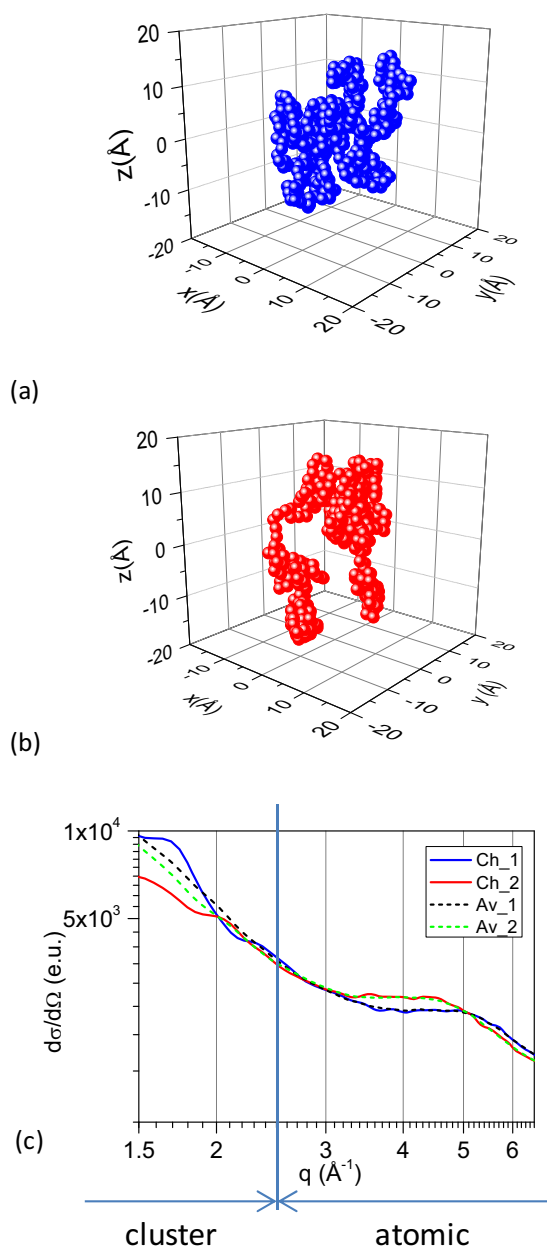 20
10
0
-10
-20
z(Å)
-10
0
10
20
x(Å)
-20
-10
0
10
20
y(Å)
(a)
20
10
0
-10
-20
z(Å)
-10
0
10
20
x(Å)
-20
-10
0
10
20
y(Å)
(b)
1x10⁴
5x10³
dσ/dΩ (e.u.)
Ch_1
Ch_2
Av_1
Av_2
1.5 2 3 4 5 6
q (Å⁻¹)
(c)
cluster atomic